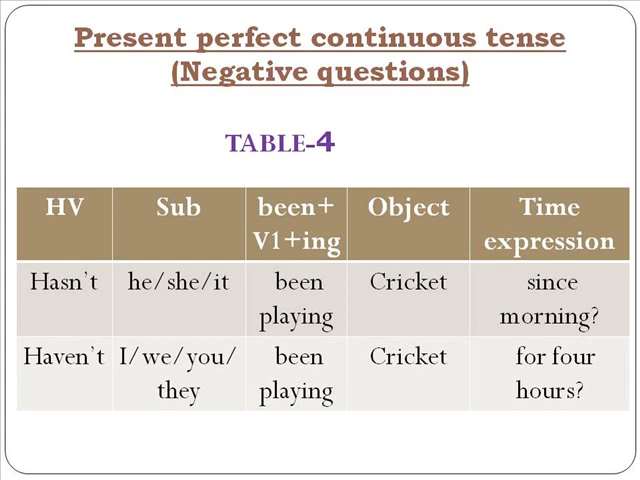 Present perfect continuous tense
(Negative questions)
TABLE-4
HV Sub been+ Object Time
V1+ing expression
Hasn't he/she/it been Cricket since
playing morning?
Haven't I/we/you/ been Cricket for four
they playing hours?